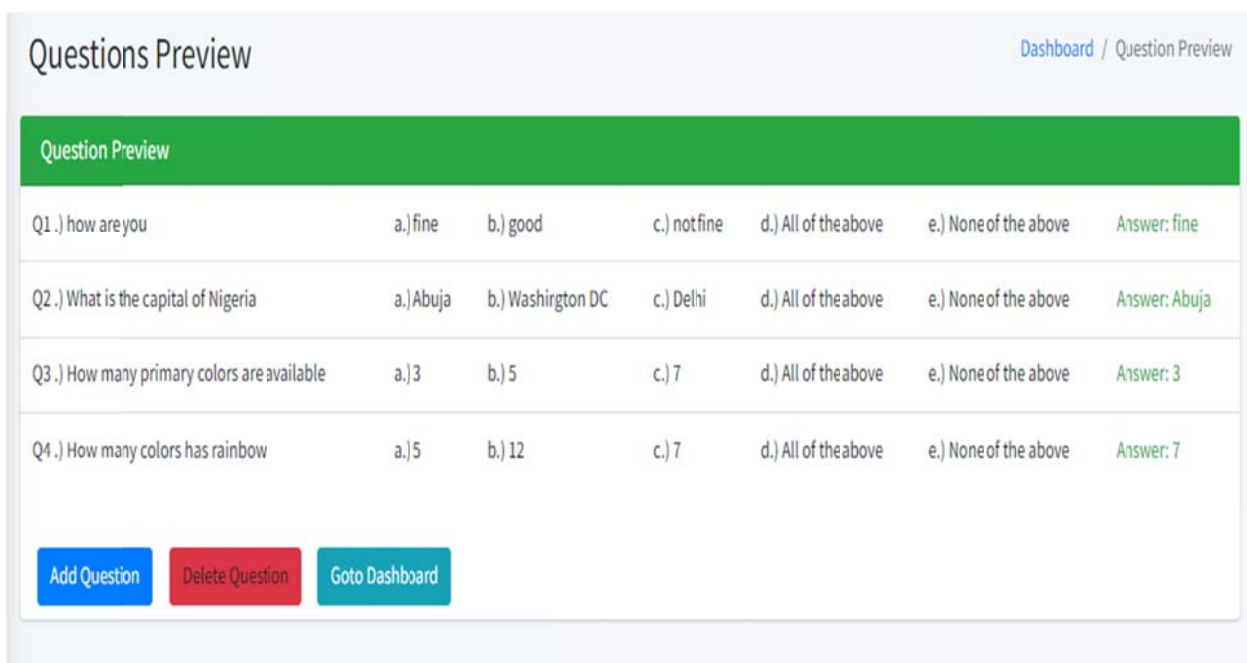 Questions Preview
Dashboard / Question Preview
Question Preview
Q1 .) how are you a.) fine b.) good c.) not fine d.) All of the above e.) None of the above Answer: fine
Q2 .) What is the capital of Nigeria a.) Abuja b.) Washington DC c.) Delhi d.) All of the above e.) None of the above Answer: Abuja
Q3 .) How many primary colors are available a.) 3 b.) 5 c.) 7 d.) All of the above e.) None of the above Answer: 3
Q4 .) How many colors has rainbow a.) 5 b.) 12 c.) 7 d.) All of the above e.) None of the above Answer: 7
Add Question Delete Question Goto Dashboard